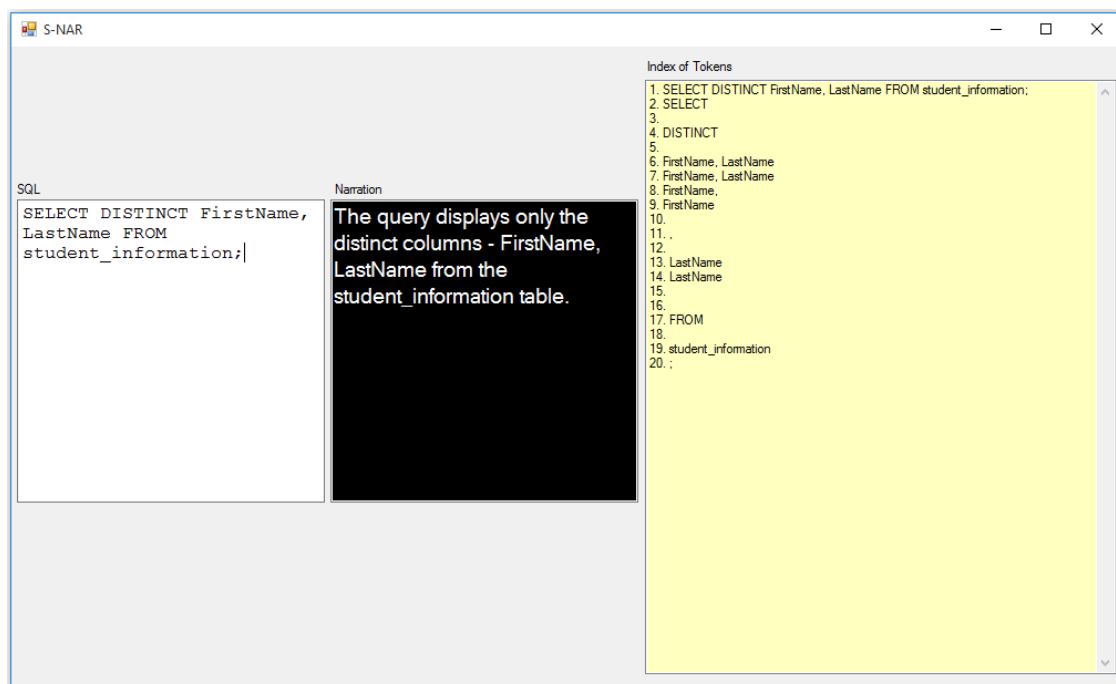 S-NAR
SQL
SELECT DISTINCT FirstName,
LastName FROM
student_information;
Narration
The query displays only the
distinct columns - FirstName,
LastName from the
student_information table.
Index of Tokens
1. SELECT DISTINCT FirstName, LastName FROM student_information;
2. SELECT
3.
4. DISTINCT
5.
6. FirstName, LastName
7. FirstName, LastName
8. FirstName,
9. FirstName
10.
11. ,
12.
13. LastName
14. LastName
15.
16.
17. FROM
18.
19. student_information
20. ;